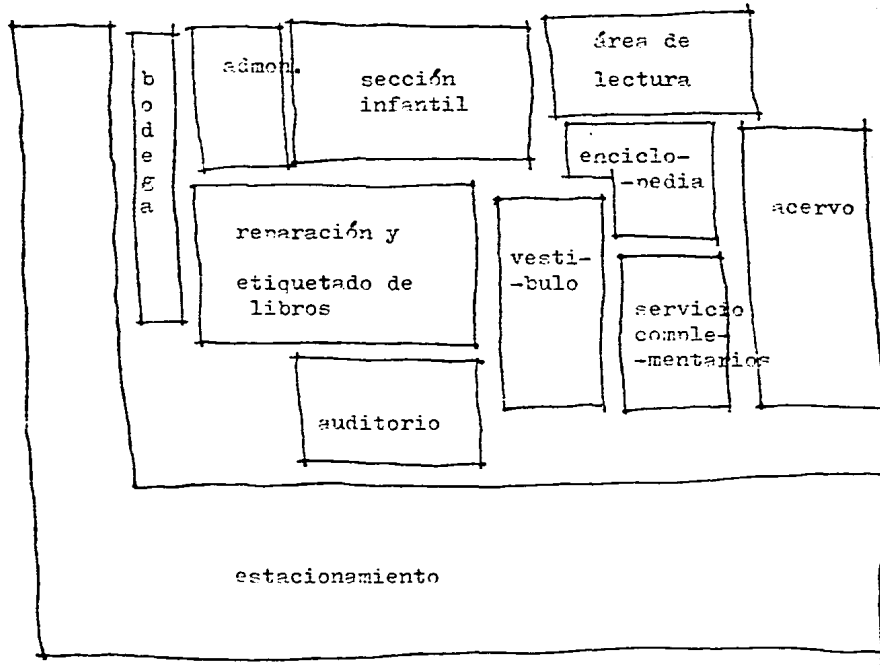 bodega
admon.
sección
infantil
área de
lectura
enciclo-
-pedia
acervo
reparación y
etiquetado de
libros
vesti-
-bulo
servicio
comple-
-mentarios
auditorio
estacionamiento